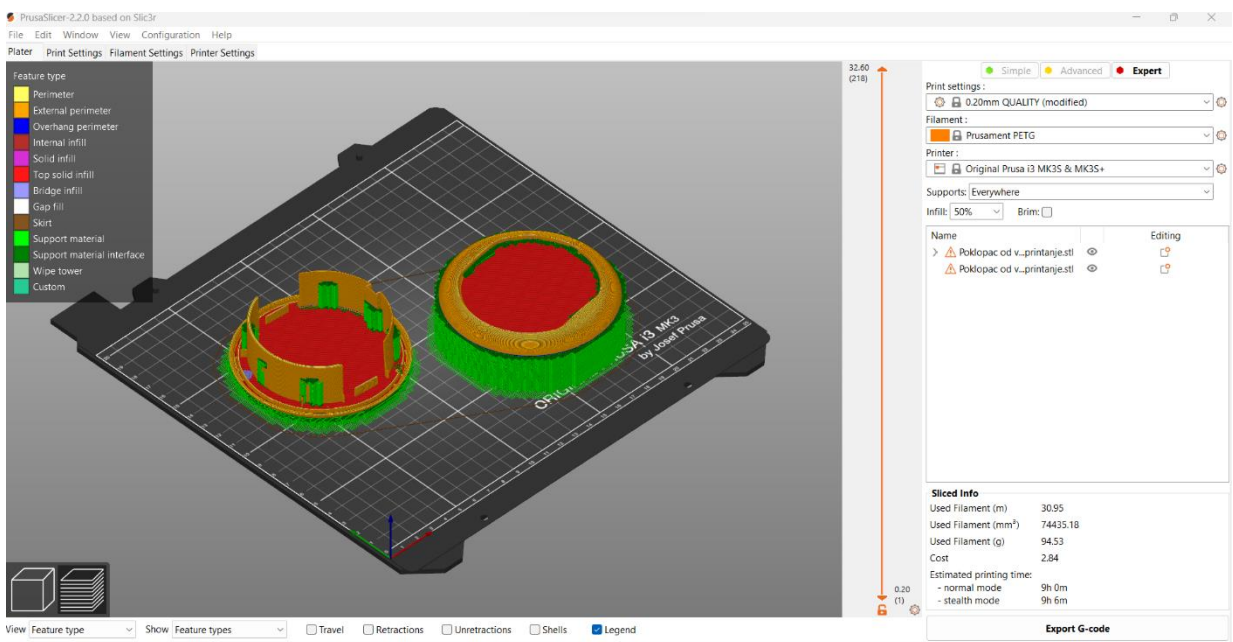 PrusaSlicer-2.2.0 based on Slic3r
File Edit Window View Configuration Help
Plater Print Settings Filament Settings Printer Settings
Feature type
Perimeter
External perimeter
Overhang perimeter
Internal infill
Solid infill
Top solid infill
Bridge infill
Gap fill
Skirt
Support material
Support material interface
Wipe tower
Custom
i3 MK3
by Josef Prusa
32.60
(218)
0.20
(1)
Simple Advanced Expert
Print settings :
0.20mm QUALITY (modified)
Filament :
Prusament PETG
Printer :
Original Prusa i3 MK3S & MK3S+
Supports: Everywhere
Infill: 50% Brim:
Name Editing
Poklopac od v...printanje.stl
Poklopac od v...printanje.stl
Sliced Info
Used Filament (m) 30.95
Used Filament (mm³) 74435.18
Used Filament (g) 94.53
Cost 2.84
Estimated printing time:
- normal mode 9h 0m
- stealth mode 9h 6m
Export G-code
View Feature type Show Feature types Travel Retractions Unretractions Shells Legend